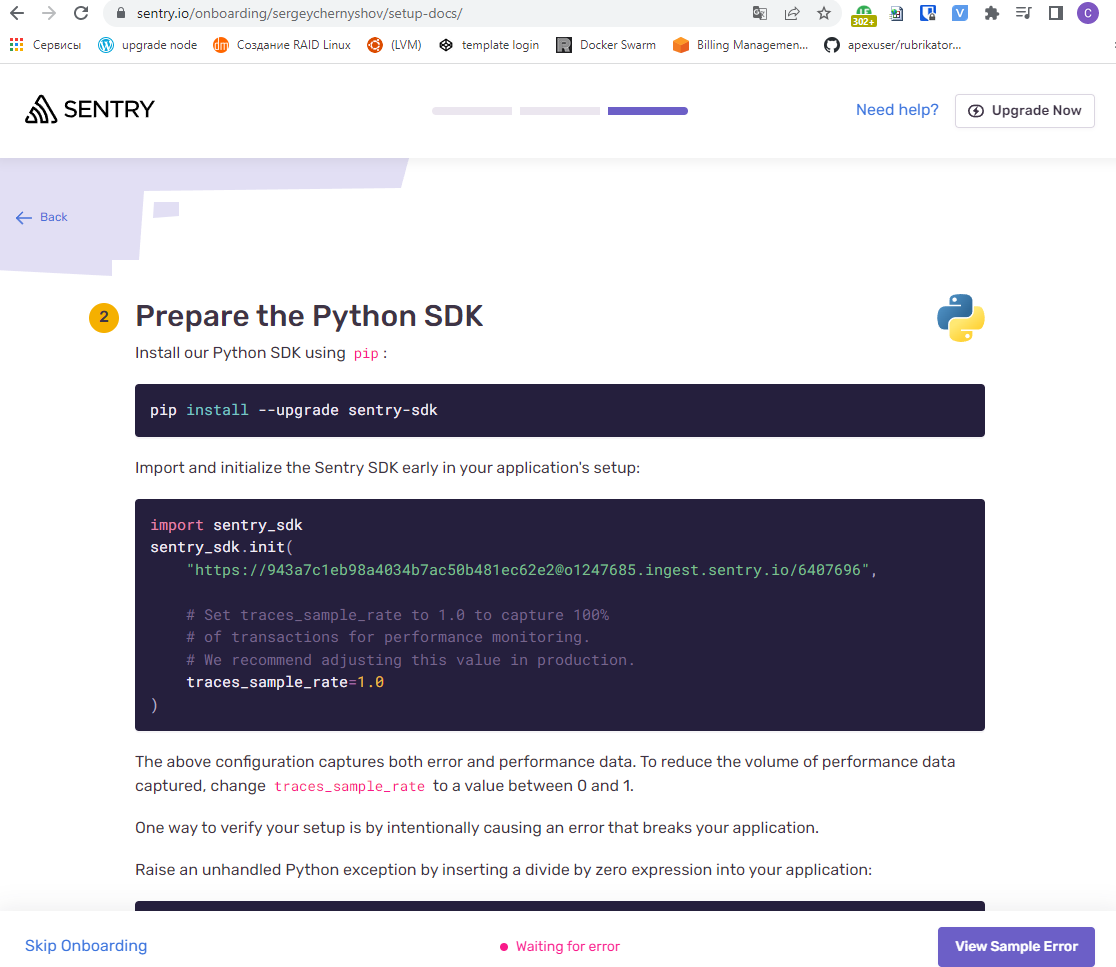 sentry.io/onboarding/sergeychernyshov/setup-docs/
302+
V
C
Сервисы upgrade node Создание RAID Linux (LVM) template login Docker Swarm Billing Managemen... apexuser/rubrikator...
SENTRY
Need help?
Upgrade Now
Back
2
Prepare the Python SDK
Install our Python SDK using pip :
pip install --upgrade sentry-sdk
Import and initialize the Sentry SDK early in your application's setup:
import sentry_sdk
sentry_sdk.init(
"https://943a7c1eb98a4034b7ac50b481ec62e2@o1247685.ingest.sentry.io/6407696",
# Set traces_sample_rate to 1.0 to capture 100%
# of transactions for performance monitoring.
# We recommend adjusting this value in production.
traces_sample_rate=1.0
)
The above configuration captures both error and performance data. To reduce the volume of performance data
captured, change traces_sample_rate to a value between 0 and 1.
One way to verify your setup is by intentionally causing an error that breaks your application.
Raise an unhandled Python exception by inserting a divide by zero expression into your application:
Skip Onboarding
Waiting for error
View Sample Error